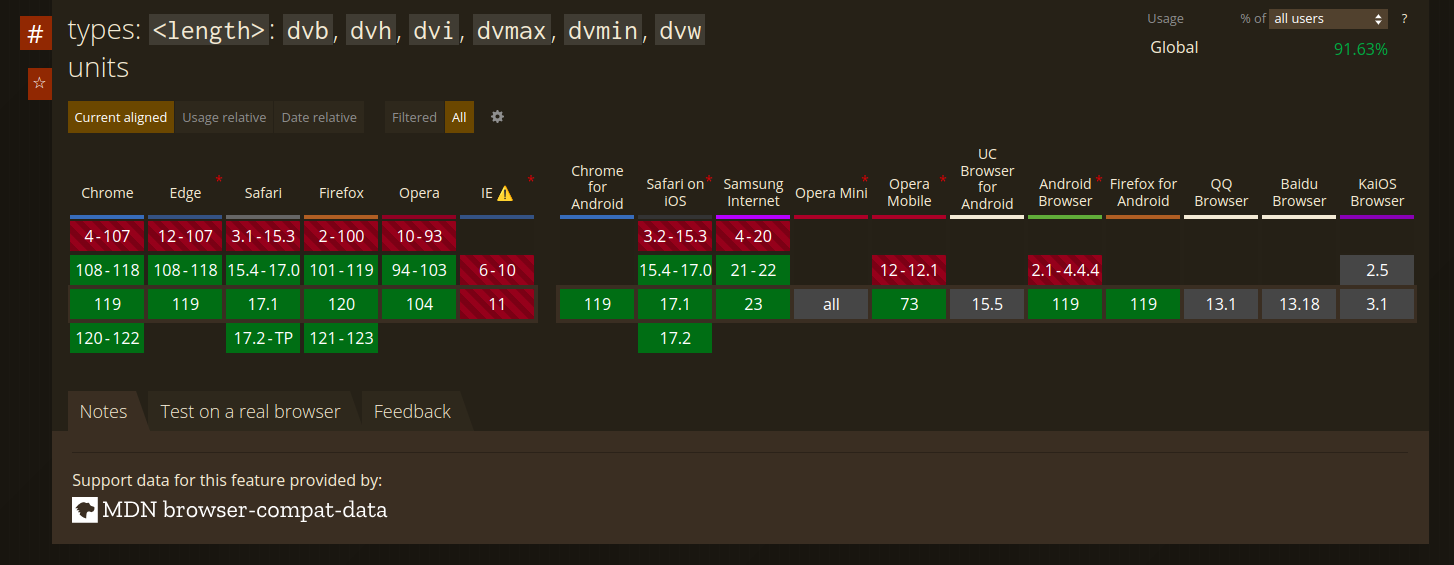 # types: <length>: dvb, dvh, dvi, dvmax, dvmin, dvw
units
Usage % of all users ?
Global 91.63%
☆
Current aligned Usage relative Date relative Filtered All
Chrome
Edge *
Safari
Firefox
Opera
IE ⚠️ *
Chrome
for
Android
Safari on *
iOS
Samsung
Internet
Opera Mini *
Opera *
Mobile
UC
Browser
for
Android
Android *
Browser
Firefox for
Android
QQ
Browser
Baidu
Browser
KaiOS
Browser
4-107 12-107 3.1-15.3 2-100 10-93 3.2-15.3 4-20
108-118 108-118 15.4-17.0 101-119 94-103 6-10 15.4-17.0 21-22 12-12.1 2.1-4.4.4 2.5
119 119 17.1 120 104 11 119 17.1 23 all 73 15.5 119 119 13.1 13.18 3.1
120-122 17.2-TP 121-123 17.2
Notes Test on a real browser Feedback
Support data for this feature provided by:
MDN browser-compat-data